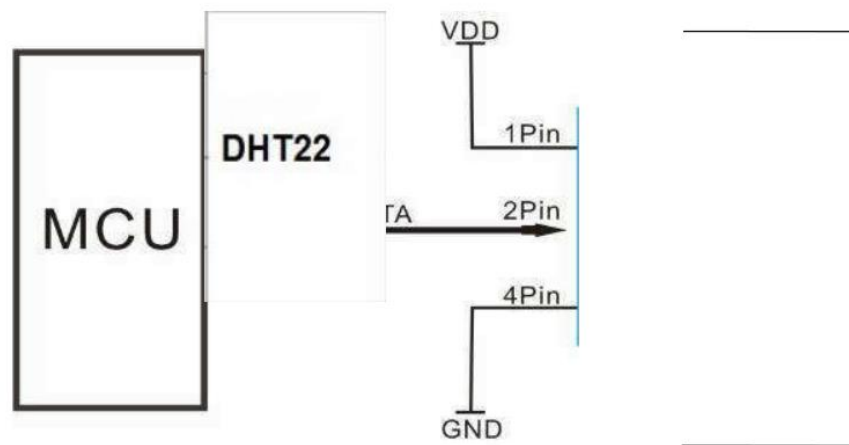 VDD
1Pin
DHT22
MCU
TA 2Pin
4Pin
GND